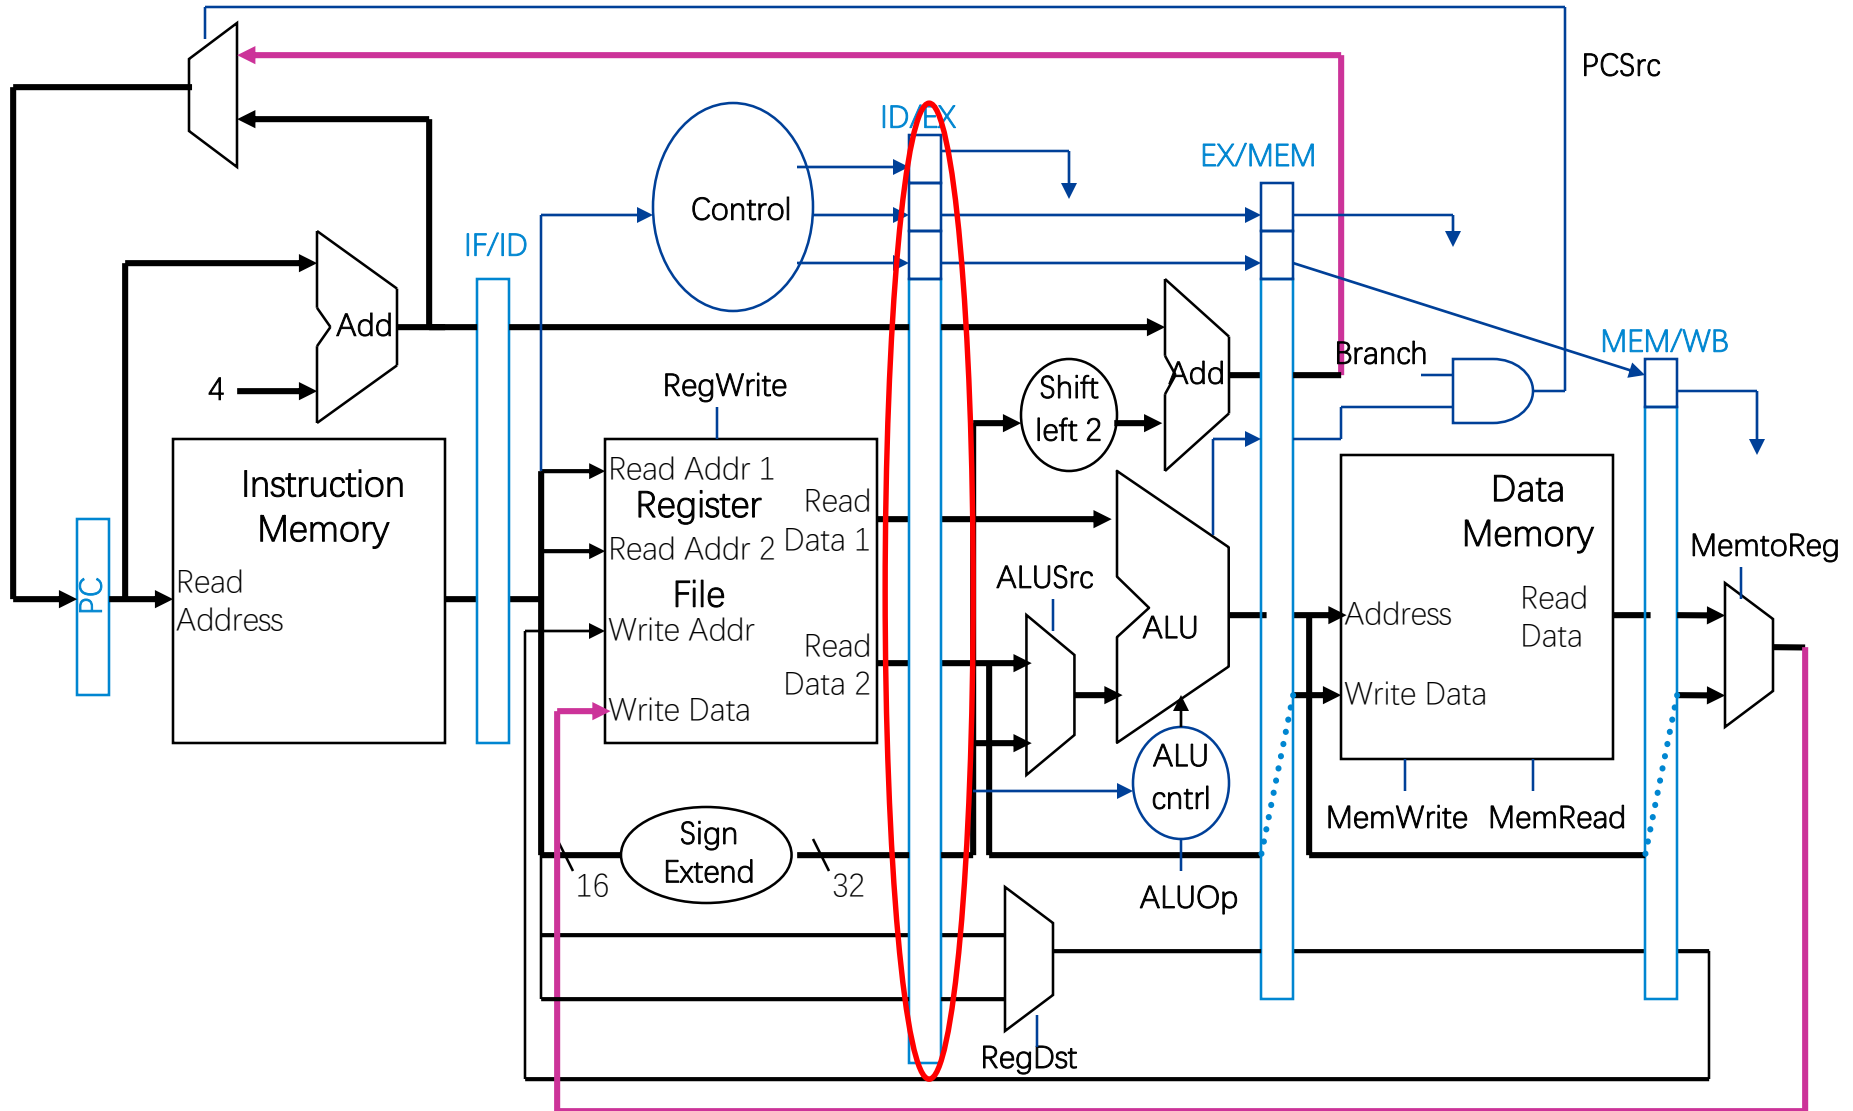 PCSrc
ID/EX
EX/MEM
Control
IF/ID
Add
4
RegWrite
Shift
left 2
Add
Branch
MEM/WB
Instruction
Memory
Read
Address
PC
Read Addr 1
Register
Read Addr 2
File
Write Addr
Write Data
Read
Data 1
Read
Data 2
ALUSrc
ALU
ALU
cntrl
ALUOp
Data
Memory
Address
Write Data
Read
Data
MemtoReg
MemWrite
MemRead
Sign
Extend
16
32
RegDst